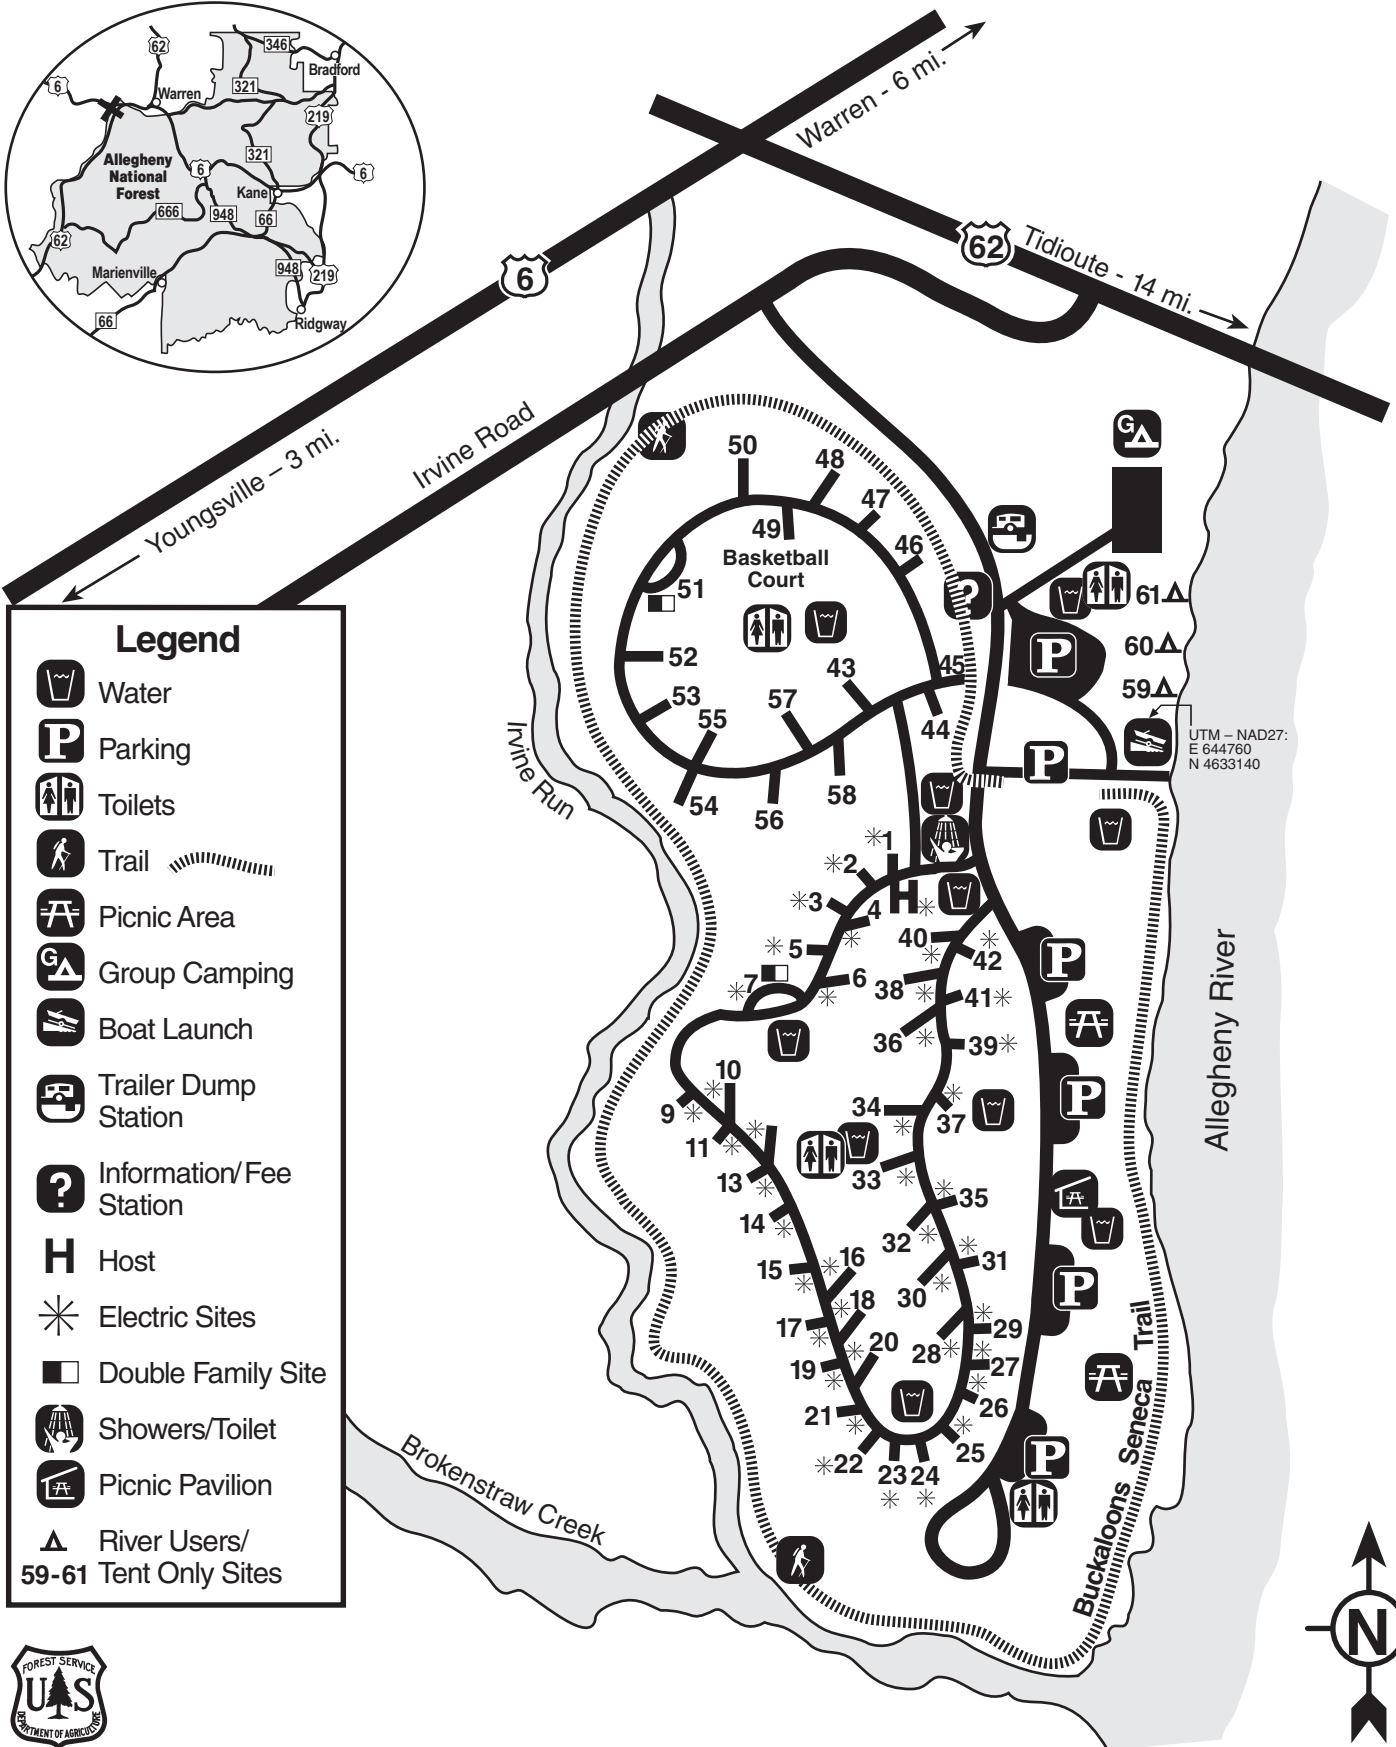 62
346
Bradford
6
321
Warren
219
Allegheny
National
Forest
321
6
6
Kane
666
948
66
62
Marienville
948
219
66
Ridgway
Warren - 6 mi.
62
Tidioute - 14 mi.
6
Youngsville – 3 mi.
Irvine Road
G
50
48
47
49
46
Basketball
Court
51
?
61
52
60
P
45
43
59
53
57
55
44
UTM – NAD27:
E 644760
N 4633140
P
Irvine Run
54
58
56
1
2
3
4
H
40
5
42
P
7
6
38
41
36
39
10
9
34
37
P
11
33
13
35
14
32
16
31
15
30
18
P
17
29
20
28
19
27
21
26
22
25
23
24
P
Allegheny River
Buckaloons Seneca Trail
Brokenstraw Creek
N
Legend
Water
P Parking
Toilets
Trail
Picnic Area
G Group Camping
Boat Launch
Trailer Dump
Station
? Information/Fee
Station
H Host
Electric Sites
Double Family Site
Showers/Toilet
Picnic Pavilion
River Users/
59-61 Tent Only Sites
FOREST SERVICE
U S
DEPARTMENT OF AGRICULTURE